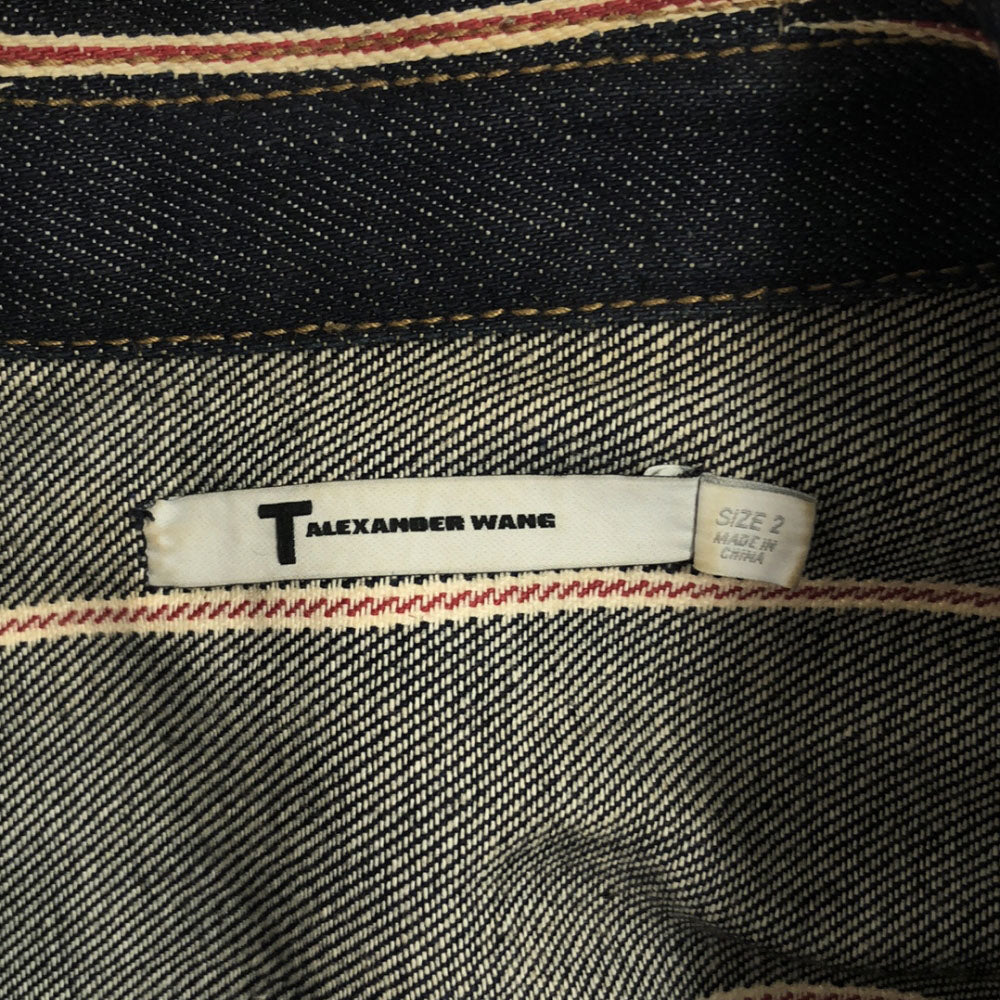 T ALEXANDER WANG
SIZE 2
MADE IN
CHINA